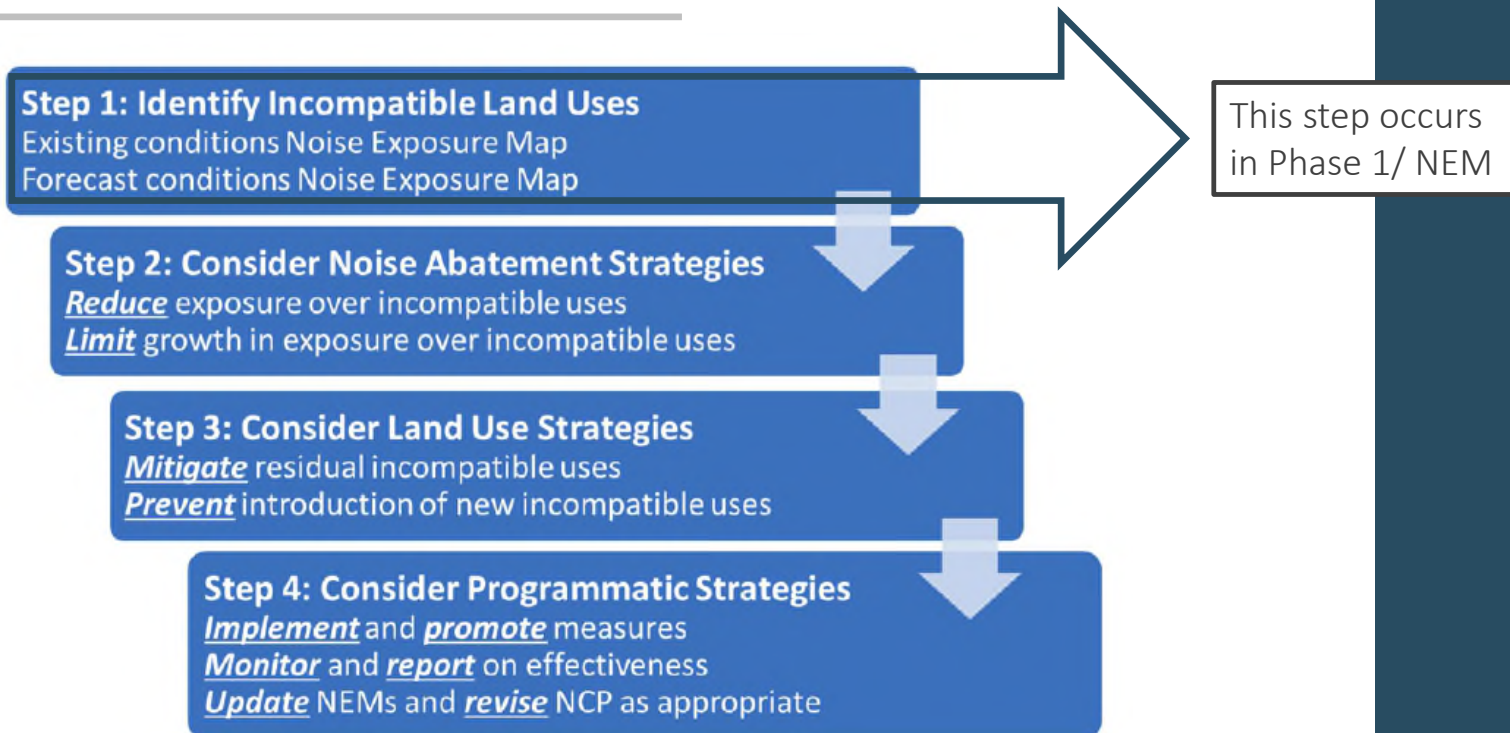 Step 1: Identify Incompatible Land Uses
Existing conditions Noise Exposure Map
Forecast conditions Noise Exposure Map
This step occurs
in Phase 1/ NEM
Step 2: Consider Noise Abatement Strategies
Reduce exposure over incompatible uses
Limit growth in exposure over incompatible uses
Step 3: Consider Land Use Strategies
Mitigate residual incompatible uses
Prevent introduction of new incompatible uses
Step 4: Consider Programmatic Strategies
Implement and promote measures
Monitor and report on effectiveness
Update NEMs and revise NCP as appropriate